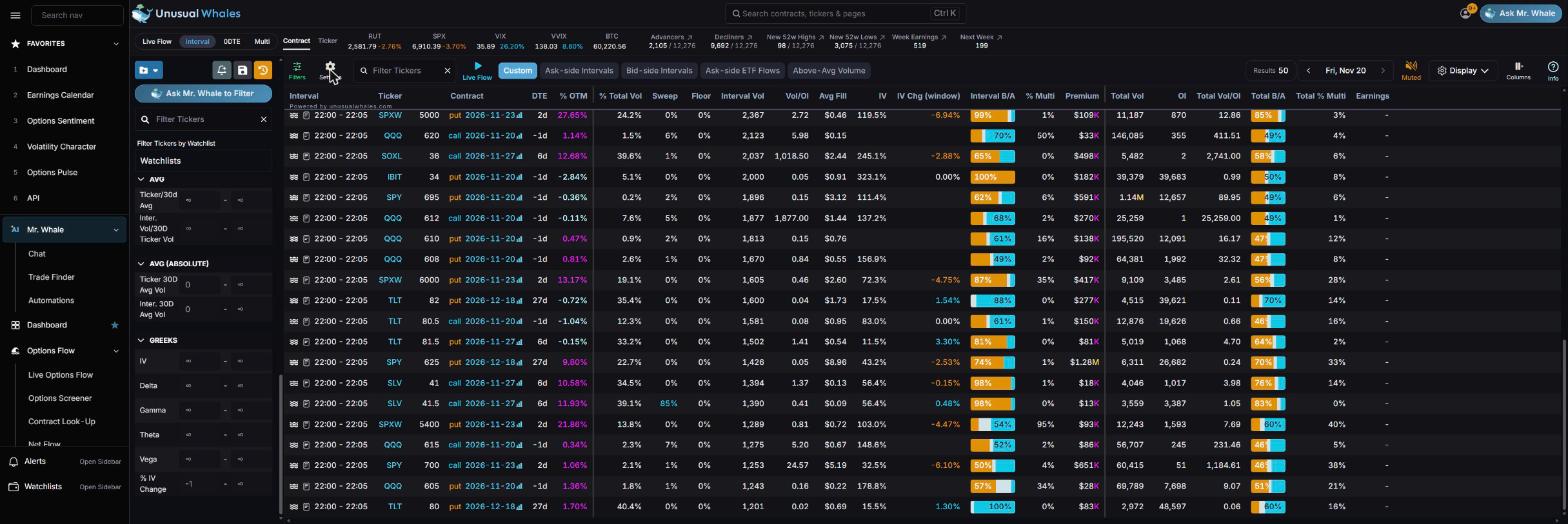 Search nav
Unusual Whales
Search contracts, tickers & pages Ctrl K
9+
Ask Mr. Whale
FAVORITES
1 Dashboard
2 Earnings Calendar
3 Options Sentiment
4 Volatility Character
5 Options Pulse
6 API
Mr. Whale
Chat
Trade Finder
Automations
Dashboard
Options Flow
Live Options Flow
Options Screener
Contract Look-Up
Net Flow
Alerts Open Sidebar
Watchlists Open Sidebar
Live Flow Interval 0DTE Multi
Contract Ticker
RUT 2,581.79 -2.76%
SPX 6,910.39 -3.70%
VIX 35.89 26.20%
VVIX 138.03 8.60%
BTC 60,220.56
Advancers 2,105 / 12,276
Decliners 9,692 / 12,276
New 52w Highs 98 / 12,276
New 52w Lows 3,075 / 12,276
Week Earnings 519
Next Week 199
Ask Mr. Whale to Filter
Filter Tickers
Filter Tickers by Watchlist
Watchlists
AVG
Ticker/30d Avg ∞ - ∞
Inter. Vol/30D Ticker Vol ∞ - ∞
AVG (ABSOLUTE)
Ticker 30D Avg Vol 0 - ∞
Inter. 30D Avg Vol 0 - ∞
GREEKS
IV ∞ - ∞
Delta ∞ - ∞
Gamma ∞ - ∞
Theta ∞ - ∞
Vega ∞ - ∞
% IV Change -1 - ∞
Filters
Filter Tickers
Live Flow
Custom Ask-side Intervals Bid-side Intervals Ask-side ETF Flows Above-Avg Volume
Results 50 Fri, Nov 20 Muted Display Columns Info
Interval Ticker Contract DTE % OTM % Total Vol Sweep Floor Interval Vol Vol/OI Avg Fill IV IV Chg (window) Interval B/A % Multi Premium Total Vol OI Total Vol/OI Total B/A Total % Multi Earnings
Powered by unusualwhales.com
22:00 - 22:05 SPXW 5000 put 2026-11-23 2d 27.65% 24.2% 0% 0% 2,367 2.72 $0.46 119.5% -6.94% 99% 0% $109K 11,187 870 12.86 85% 3% -
22:00 - 22:05 QQQ 620 call 2026-11-20 -1d 1.14% 1.5% 6% 0% 2,123 5.98 $0.15 70% 50% $33K 146,085 355 411.51 49% 4% -
22:00 - 22:05 SOXL 36 call 2026-11-27 6d 12.68% 39.6% 1% 0% 2,037 1,018.50 $2.44 245.1% -2.88% 65% 0% $498K 5,482 2 2,741.00 58% 6% -
22:00 - 22:05 IBIT 34 put 2026-11-20 -1d -2.84% 5.1% 0% 0% 2,000 0.05 $0.91 323.1% 0.00% 100% 0% $182K 39,379 39,683 0.99 50% 0% -
22:00 - 22:05 SPY 695 put 2026-11-20 -1d -0.36% 0.2% 2% 0% 1,896 0.15 $3.12 111.4% 62% 6% $591K 1.14M 12,657 89.95 49% 6% -
22:00 - 22:05 QQQ 612 call 2026-11-20 -1d -0.11% 7.6% 5% 0% 1,877 1,877.00 $1.44 137.2% 68% 2% $270K 25,259 1 25,259.00 49% 1% -
22:00 - 22:05 QQQ 610 put 2026-11-20 -1d 0.47% 0.9% 2% 0% 1,813 0.15 $0.76 61% 16% $138K 195,520 12,091 16.17 47% 12% -
22:00 - 22:05 QQQ 608 put 2026-11-20 -1d 0.81% 2.6% 1% 0% 1,670 0.84 $0.55 156.9% 49% 2% $92K 64,381 1,992 32.32 47% 8% -
22:00 - 22:05 SPXW 6000 put 2026-11-23 2d 13.17% 19.1% 0% 0% 1,605 0.46 $2.60 72.3% -4.75% 87% 35% $417K 9,109 3,485 2.61 56% 28% -
22:00 - 22:05 TLT 82 put 2026-12-18 27d -0.72% 35.4% 0% 0% 1,600 0.04 $1.73 17.5% 1.54% 88% 0% $277K 4,515 39,621 0.11 70% 14% -
22:00 - 22:05 TLT 80.5 call 2026-11-20 -1d -1.04% 12.3% 0% 0% 1,581 0.08 $0.95 83.0% 0.00% 61% 1% $150K 12,876 19,626 0.66 46% 16% -
22:00 - 22:05 TLT 81.5 call 2026-11-27 6d -0.15% 33.2% 0% 0% 1,502 1.41 $0.54 11.5% 3.30% 81% 0% $81K 5,019 1,068 4.70 64% 2% -
22:00 - 22:05 SPY 625 put 2026-12-18 27d 9.80% 22.7% 0% 0% 1,426 0.05 $8.96 43.2% -2.53% 74% 1% $1.28M 6,311 26,682 0.24 70% 33% -
22:00 - 22:05 SLV 41 put 2026-11-27 6d 10.58% 34.5% 0% 0% 1,394 1.37 $0.13 56.4% -0.15% 98% 1% $18K 4,046 1,017 3.98 76% 14% -
22:00 - 22:05 SLV 41.5 call 2026-11-27 6d 11.93% 39.1% 85% 0% 1,390 0.41 $0.09 56.4% 0.48% 98% 0% $13K 3,559 3,387 1.05 83% 0% -
22:00 - 22:05 SPXW 5400 put 2026-11-23 2d 21.86% 13.8% 0% 0% 1,289 0.81 $0.72 103.0% -4.47% 54% 95% $93K 12,243 1,593 7.69 60% 40% -
22:00 - 22:05 QQQ 615 call 2026-11-20 -1d 0.34% 2.3% 7% 0% 1,275 5.20 $0.67 148.6% 52% 2% $86K 56,707 245 231.46 46% 5% -
22:00 - 22:05 SPY 700 call 2026-11-23 2d 1.06% 2.1% 1% 0% 1,253 24.57 $5.19 32.5% -6.10% 50% 4% $651K 60,415 51 1,184.61 46% 38% -
22:00 - 22:05 QQQ 605 put 2026-11-20 -1d 1.36% 1.8% 1% 0% 1,243 0.16 $0.22 178.8% 57% 34% $28K 69,789 7,698 9.07 51% 21% -
22:00 - 22:05 TLT 80 put 2026-12-18 27d 1.70% 40.4% 0% 0% 1,201 0.02 $0.69 15.5% 1.30% 100% 0% $83K 2,972 48,597 0.06 60% 16% -